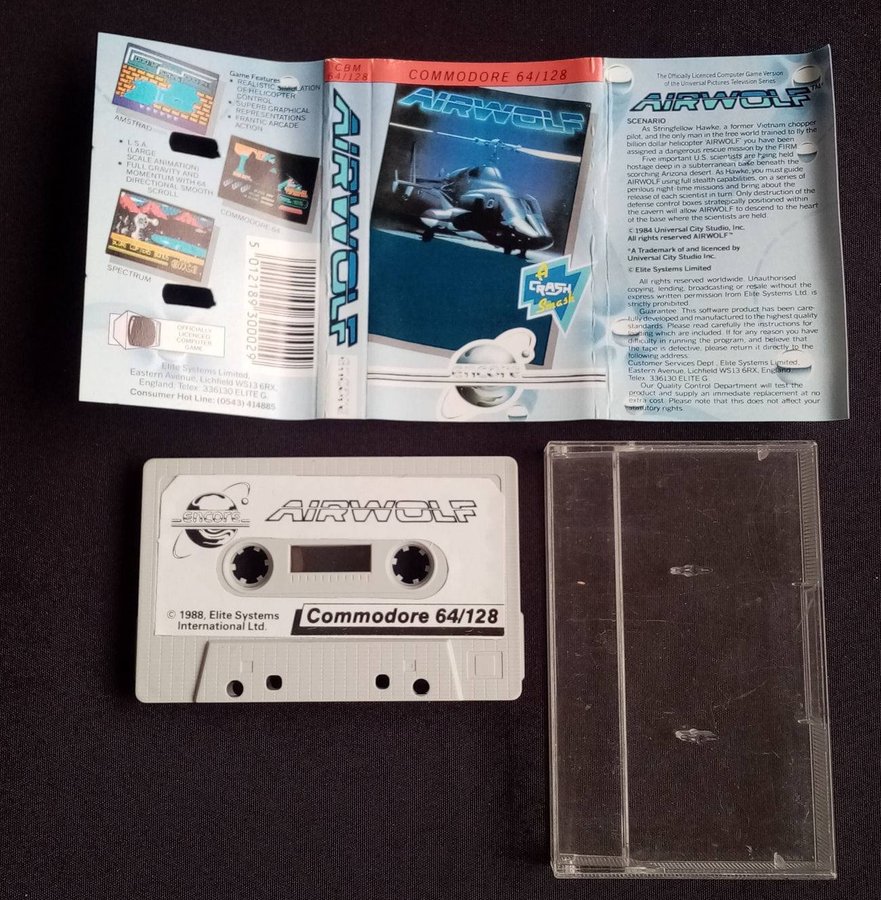 Game Features
• REALISTIC SIMULATION
OF HELICOPTER
CONTROL
• SUPERB GRAPHICAL
REPRESENTATIONS
• FRANTIC ARCADE
ACTION
AMSTRAD
• L.S.A.
(LARGE
SCALE ANIMATION)
• FULL GRAVITY AND
MOMENTUM WITH 64
DIRECTIONAL SMOOTH
SCROLL
COMMODORE 64
SPECTRUM
5 012189 300029
OFFICIALLY
LICENCED
COMPUTER
GAME
Elite Systems Limited,
Eastern Avenue, Lichfield WS13 6RX,
England. Telex: 336130 ELITE G.
Consumer Hot Line: (0543) 414885
CBM
64/128
AIRWOLF
encore
COMMODORE 64/128
AIRWOLF
A
CRASH
Smash
encore
The Officially Licenced Computer Game Version
of the Universal Pictures Television Series
AIRWOLF™
SCENARIO
As Stringfellow Hawke, a former Vietnam chopper
pilot, and the only man in the free world trained to fly the
billion dollar helicopter 'AIRWOLF' you have been
assigned a dangerous rescue mission by the FIRM.
Five important U.S. scientists are being held
hostage deep in a subterranean base beneath the
scorching Arizona desert. As Hawke, you must guide
AIRWOLF using full stealth capabilities, on a series of
perilous night-time missions and bring about the
release of each scientist in turn. Only destruction of the
defense control boxes strategically positioned within
the cavern will allow AIRWOLF to descend to the heart
of the base where the scientists are held.
© 1984 Universal City Studio Inc.
All rights reserved AIRWOLF™
*A Trademark of and licenced by
Universal City Studio Inc.
© Elite Systems Limited
All rights reserved worldwide. Unauthorised
copying, lending, broadcasting or resale without the
express written permission from Elite Systems Ltd. is
strictly prohibited.
Guarantee. This software product has been care-
fully developed and manufactured to the highest quality
standards. Please read carefully the instructions for
loading which are included. If for any reason you have
difficulty in running the program, and believe that
the tape is defective, please return it directly to the
following address.
Customer Services Dept., Elite Systems Limited,
Eastern Avenue, Lichfield WS13 6RX, England
Telex: 336130 ELITE G.
Our Quality Control Department will test the
product and supply an immediate replacement at no
extra cost. Please note that this does not affect your
statutory rights.
encore
AIRWOLF
© 1988, Elite Systems
International Ltd.
Commodore 64/128